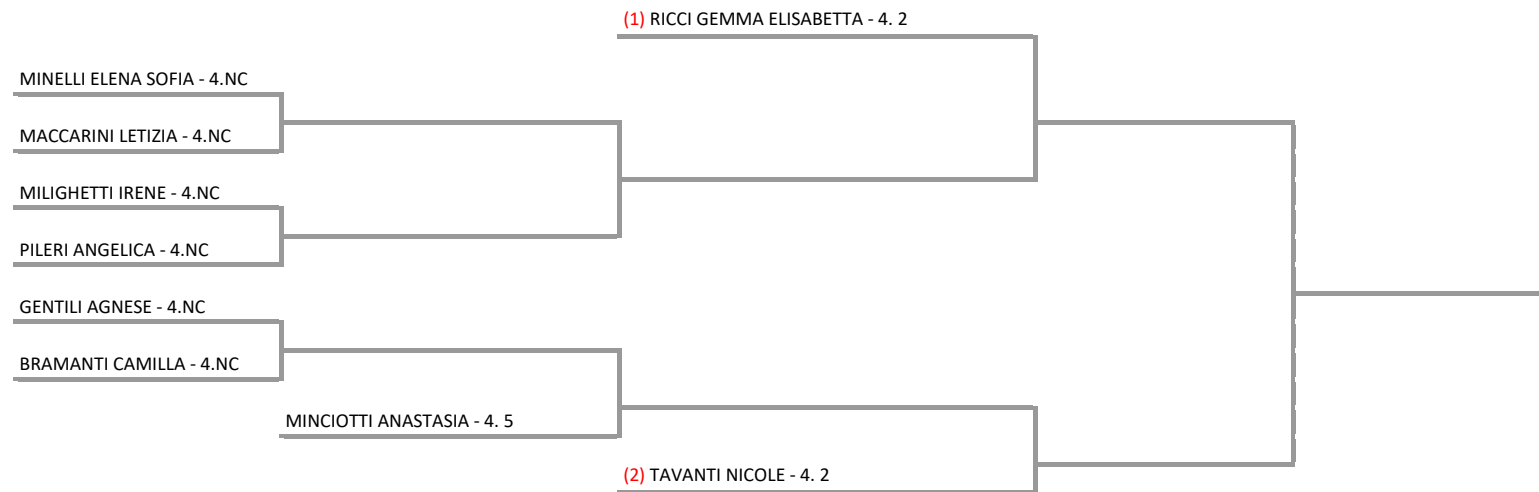 (1) RICCI GEMMA ELISABETTA - 4. 2
MINELLI ELENA SOFIA - 4.NC
MACCARINI LETIZIA - 4.NC
MILIGHETTI IRENE - 4.NC
PILERI ANGELICA - 4.NC
GENTILI AGNESE - 4.NC
BRAMANTI CAMILLA - 4.NC
MINCIOTTI ANASTASIA - 4. 5
(2) TAVANTI NICOLE - 4. 2